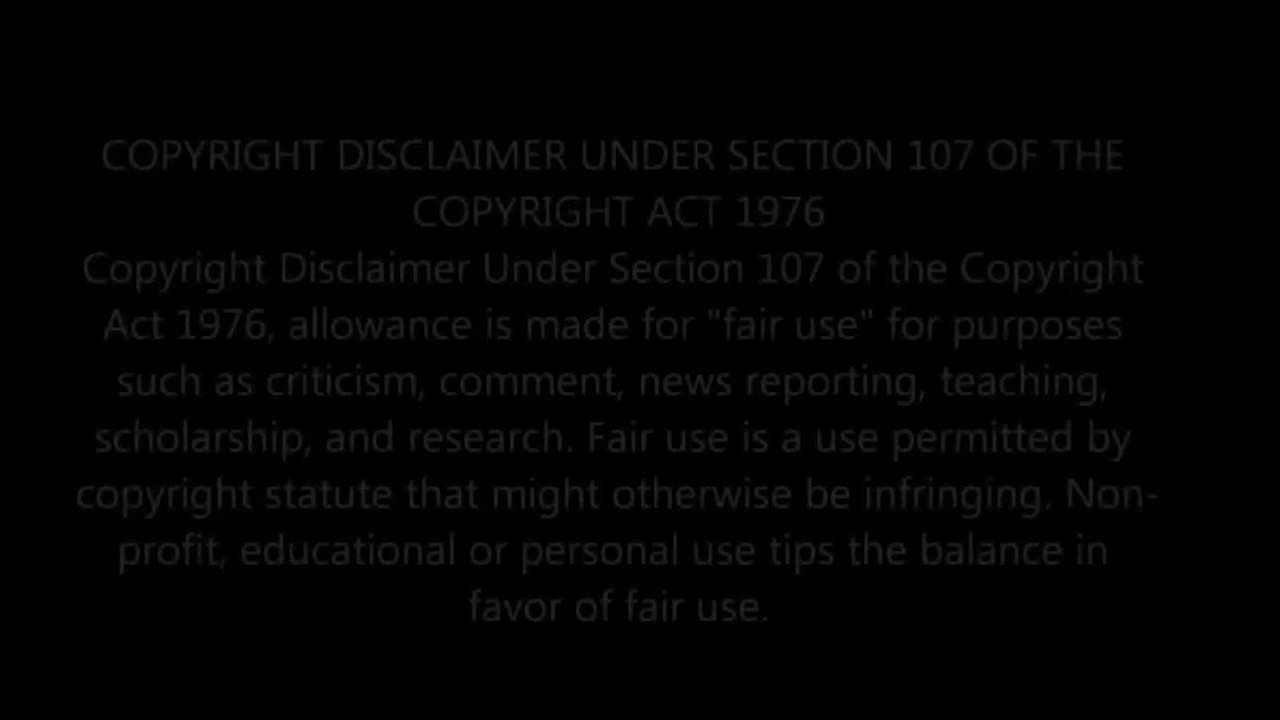 COPYRIGHT DISCLAIMER UNDER SECTION 107 OF THE
COPYRIGHT ACT 1976
Copyright Disclaimer Under Section 107 of the Copyright
Act 1976, allowance is made for "fair use" for purposes
such as criticism, comment, news reporting, teaching,
scholarship, and research. Fair use is a use permitted by
copyright statute that might otherwise be infringing. Non-
profit, educational or personal use tips the balance in
favor of fair use.